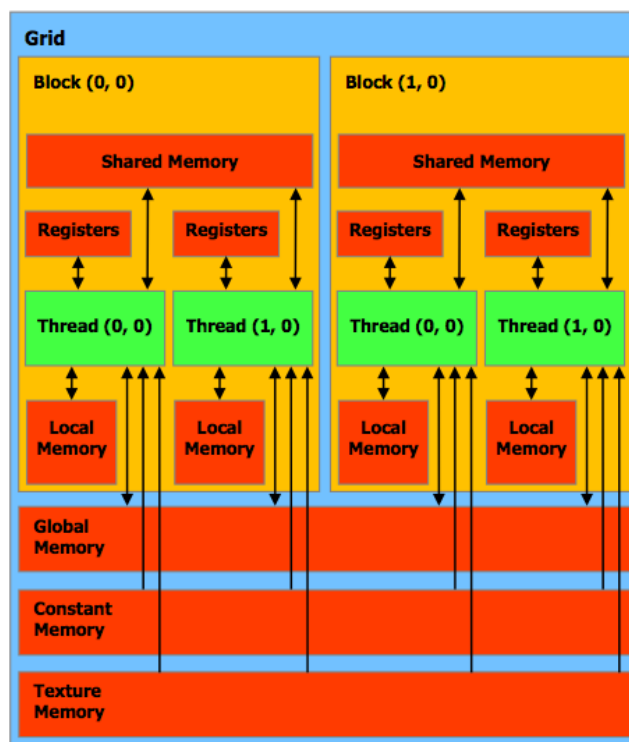 Grid
Block (0, 0)
Block (1, 0)
Shared Memory
Shared Memory
Registers
Registers
Registers
Registers
Thread (0, 0)
Thread (1, 0)
Thread (0, 0)
Thread (1, 0)
Local
Memory
Local
Memory
Local
Memory
Local
Memory
Global
Memory
Constant
Memory
Texture
Memory